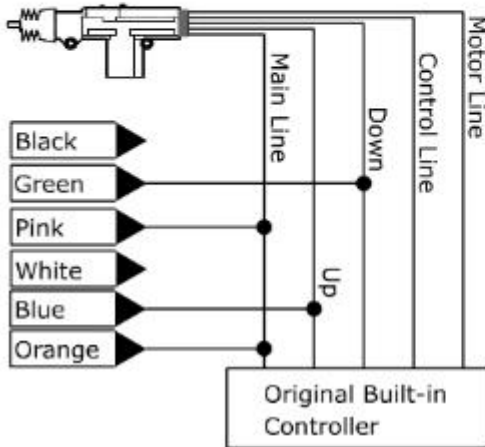 Motor Line
Control Line
Down
Main Line
Up
Black
Green
Pink
White
Blue
Orange
Original Built-in
Controller